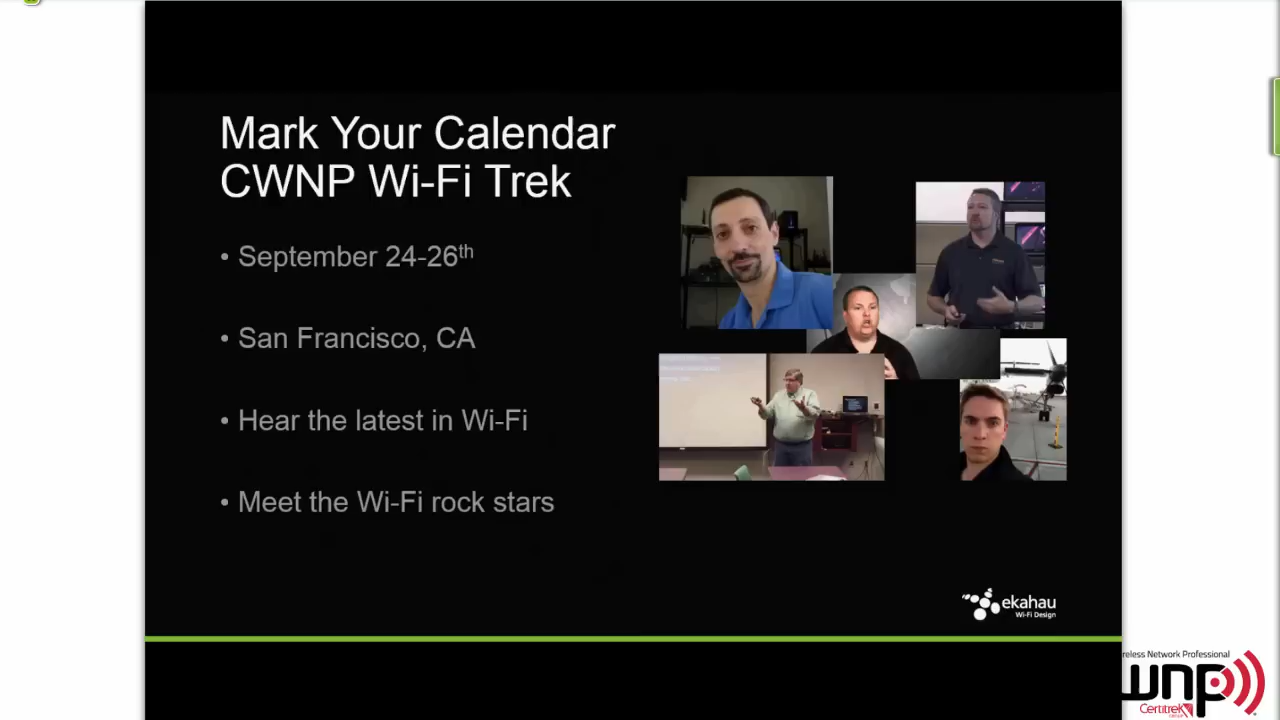 Mark Your Calendar
CWNP Wi-Fi Trek
• September 24-26th
• San Francisco, CA
• Hear the latest in Wi-Fi
• Meet the Wi-Fi rock stars
ekahau
Wi-Fi Design
reless Network Professional
wnp
Certitrek